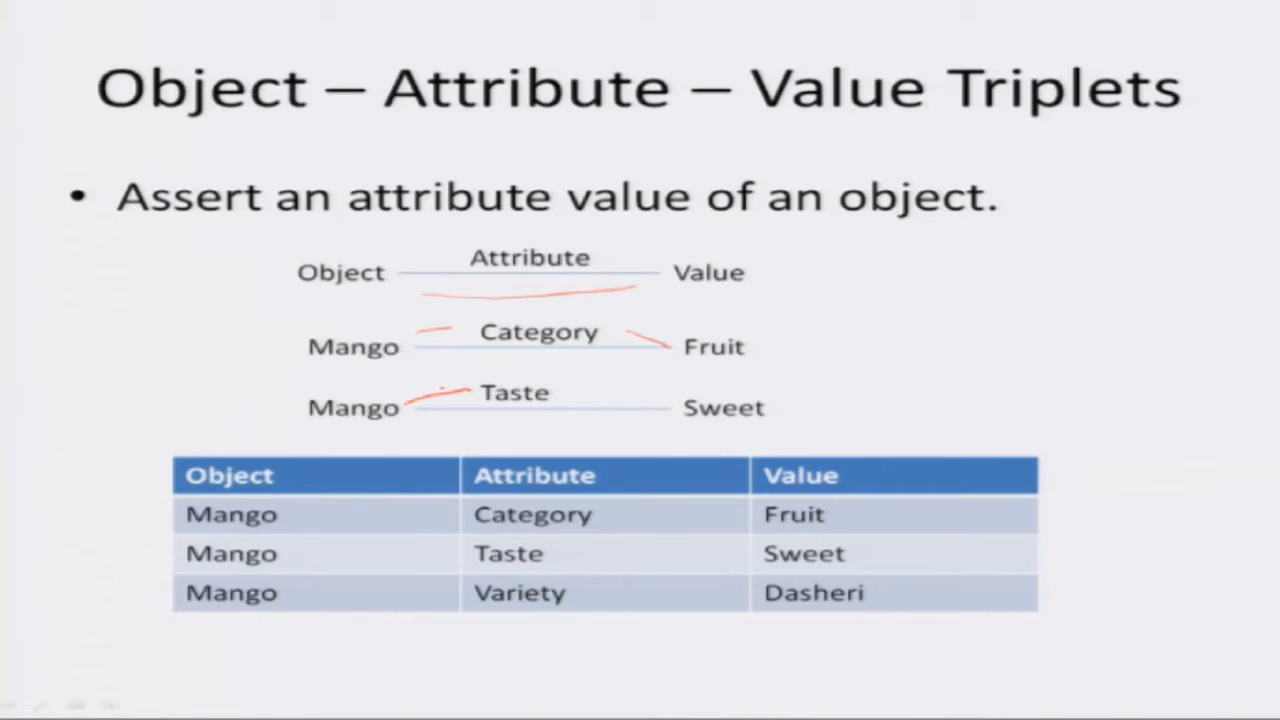 Object – Attribute – Value Triplets
• Assert an attribute value of an object.
Object Attribute Value
Mango Category Fruit
Mango Taste Sweet
Object Attribute Value
Mango Category Fruit
Mango Taste Sweet
Mango Variety Dasheri